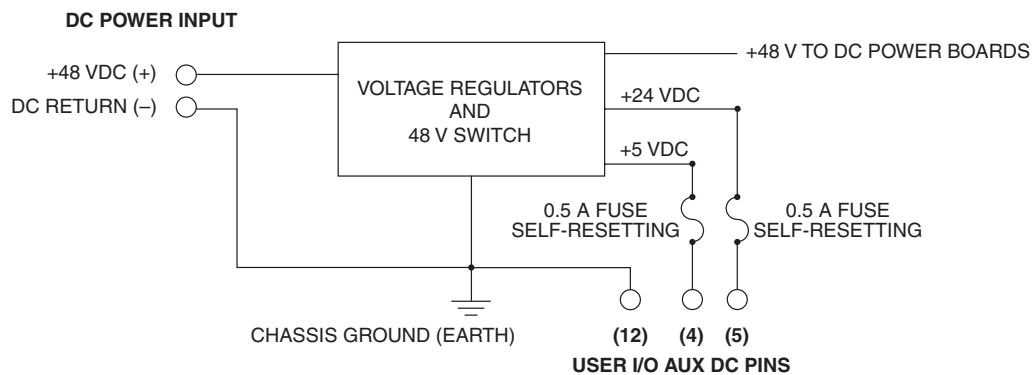 DC POWER INPUT
+48 VDC (+)
DC RETURN (–)
VOLTAGE REGULATORS
AND
48 V SWITCH
+48 V TO DC POWER BOARDS
+24 VDC
+5 VDC
0.5 A FUSE
SELF-RESETTING
0.5 A FUSE
SELF-RESETTING
CHASSIS GROUND (EARTH)
(12) (4) (5)
USER I/O AUX DC PINS